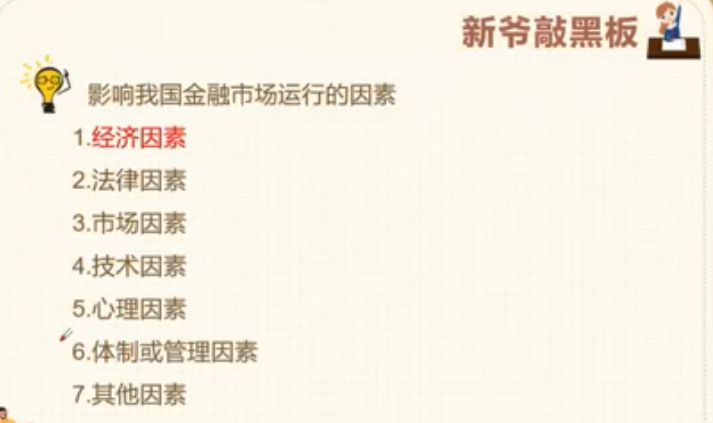 新爷敲黑板
影响我国金融市场运行的因素
1.经济因素
2.法律因素
3.市场因素
4.技术因素
5.心理因素
6.体制或管理因素
7.其他因素